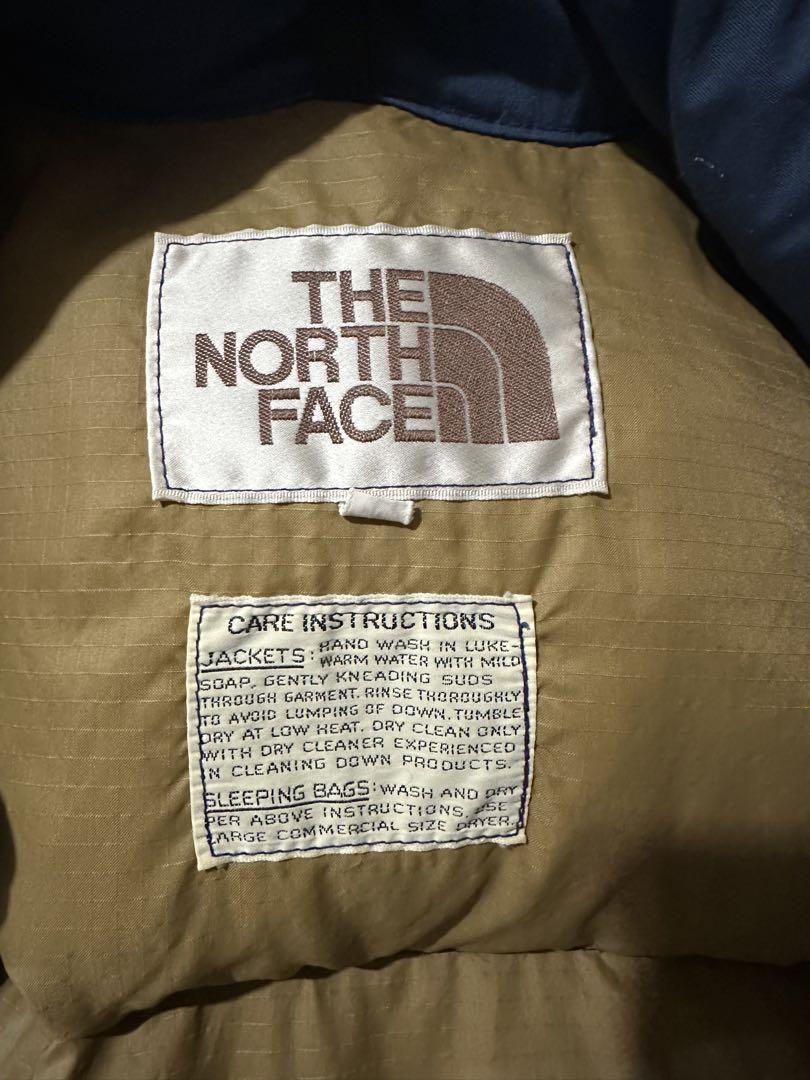 THE
NORTH
FACE
CARE INSTRUCTIONS
JACKETS: HAND WASH IN LUKE-
WARM WATER WITH MILD
SOAP, GENTLY KNEADING SUDS
THROUGH GARMENT. RINSE THOROUGHLY
TO AVOID LUMPING OF DOWN. TUMBLE
DRY AT LOW HEAT. DRY CLEAN ONLY
WITH DRY CLEANER EXPERIENCED
IN CLEANING DOWN PRODUCTS.
SLEEPING BAGS: WASH AND DRY
PER ABOVE INSTRUCTIONS, USE
LARGE COMMERCIAL SIZE DRYER.